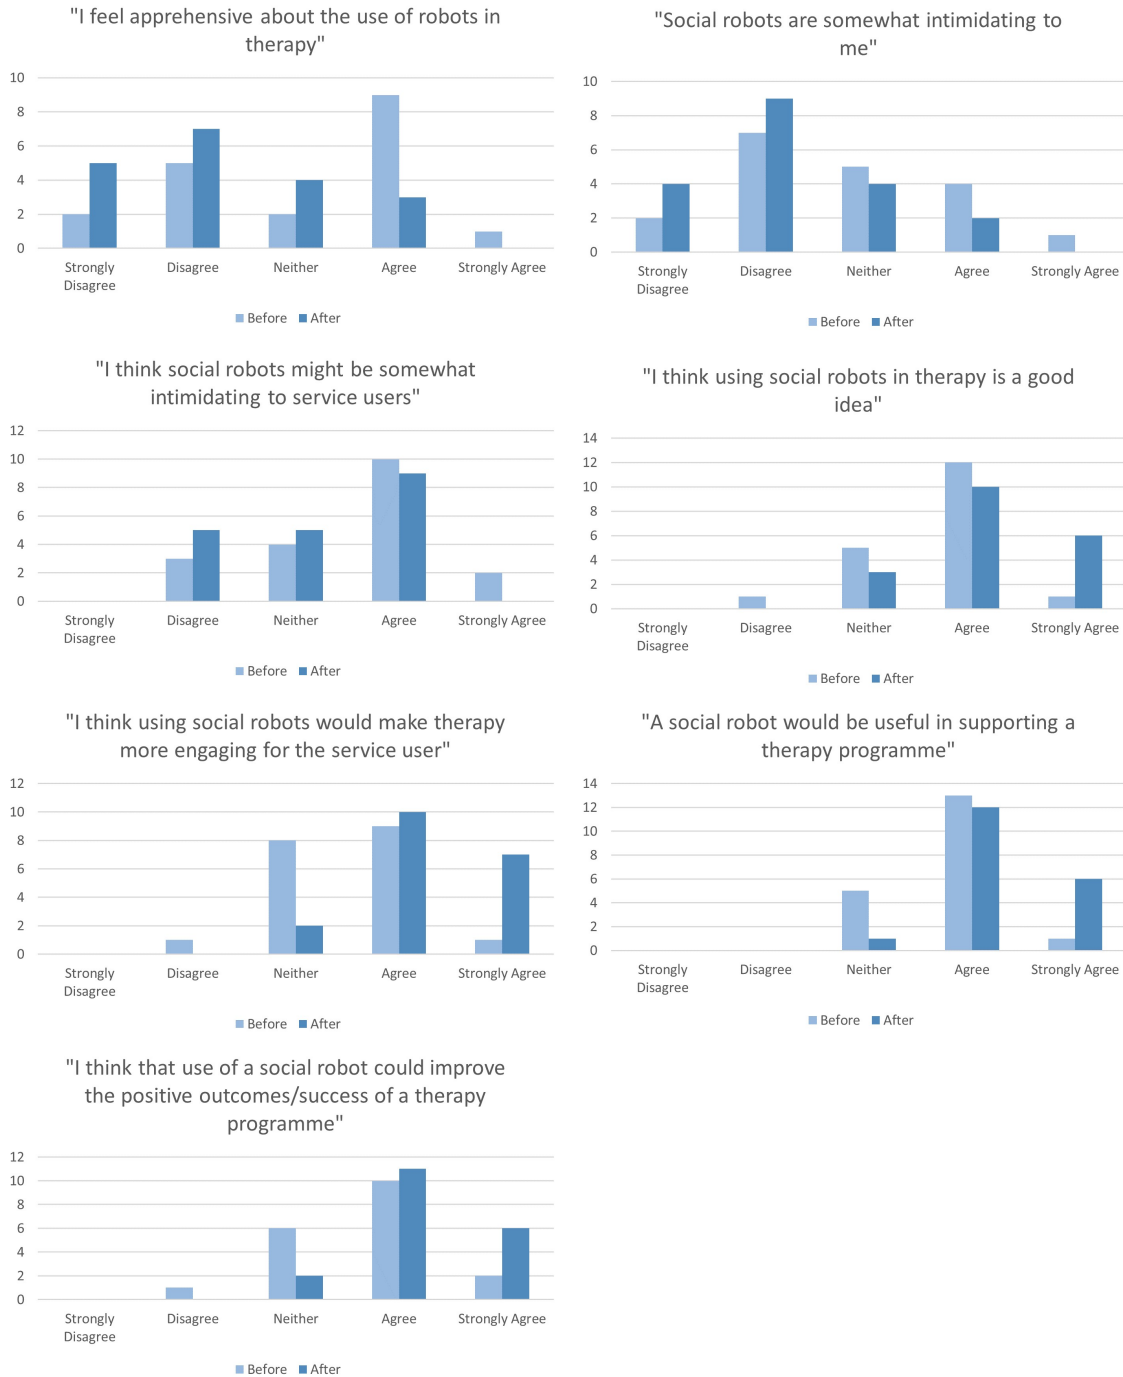 "I feel apprehensive about the use of robots in
therapy"
10
8
6
4
2
0
Strongly
Disagree
Disagree
Neither
Agree
Strongly Agree
Before
After
"Social robots are somewhat intimidating to
me"
10
8
6
4
2
0
Strongly
Disagree
Disagree
Neither
Agree
Strongly Agree
Before
After
"I think social robots might be somewhat
intimidating to service users"
12
10
8
6
4
2
0
Strongly
Disagree
Disagree
Neither
Agree
Strongly Agree
Before
After
"I think using social robots in therapy is a good
idea"
14
12
10
8
6
4
2
0
Strongly
Disagree
Disagree
Neither
Agree
Strongly Agree
Before
After
"I think using social robots would make therapy
more engaging for the service user"
12
10
8
6
4
2
0
Strongly
Disagree
Disagree
Neither
Agree
Strongly Agree
Before
After
"A social robot would be useful in supporting a
therapy programme"
14
12
10
8
6
4
2
0
Strongly
Disagree
Disagree
Neither
Agree
Strongly Agree
Before
After
"I think that use of a social robot could improve
the positive outcomes/success of a therapy
programme"
12
10
8
6
4
2
0
Strongly
Disagree
Disagree
Neither
Agree
Strongly Agree
Before
After